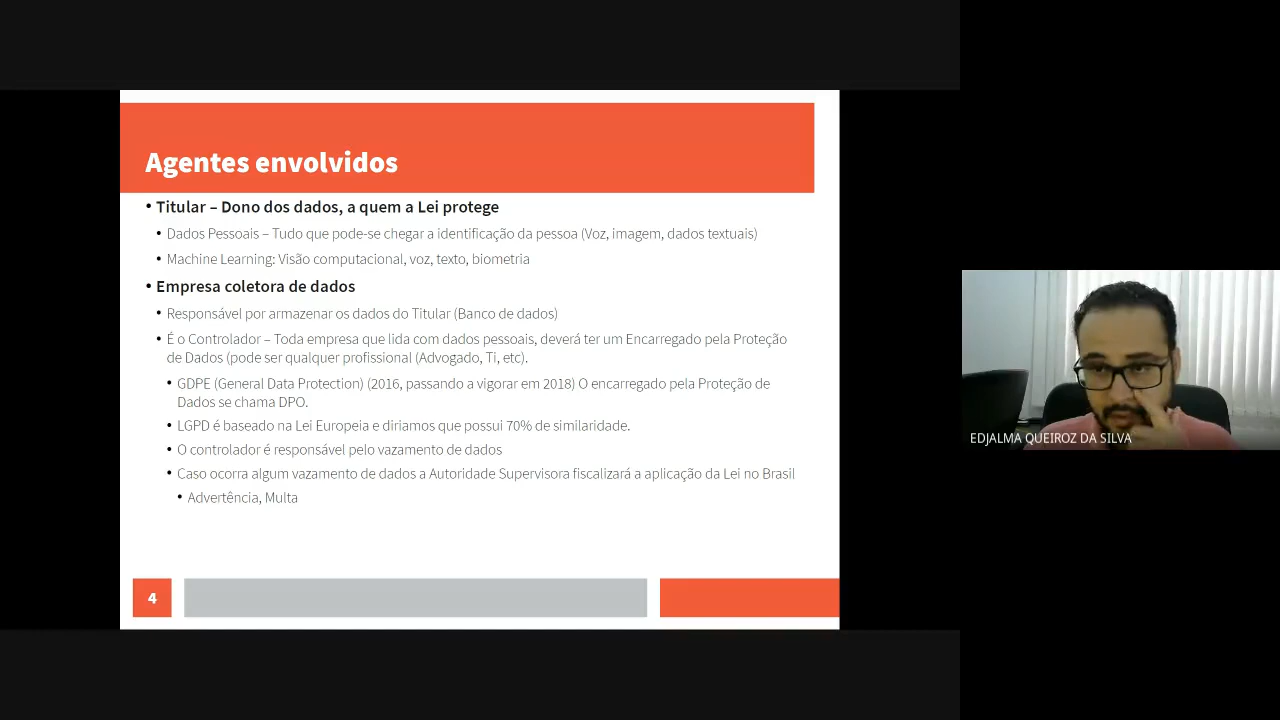 Agentes envolvidos
• Titular – Dono dos dados, a quem a Lei protege
• Dados Pessoais – Tudo que pode-se chegar a identificação da pessoa (Voz, imagem, dados textuais)
• Machine Learning: Visão computacional, voz, texto, biometria
• Empresa coletora de dados
• Responsável por armazenar os dados do Titular (Banco de dados)
• É o Controlador – Toda empresa que lida com dados pessoais, deverá ter um Encarregado pela Proteção
de Dados (pode ser qualquer profissional (Advogado, Ti, etc).
• GDPE (General Data Protection) (2016, passando a vigorar em 2018) O encarregado pela Proteção de
Dados se chama DPO.
• LGPD é baseado na Lei Europeia e diriamos que possui 70% de similaridade.
• O controlador é responsável pelo vazamento de dados
• Caso ocorra algum vazamento de dados a Autoridade Supervisora fiscalizará a aplicação da Lei no Brasil
• Advertência, Multa
4
EDJALMA QUEIROZ DA SILVA